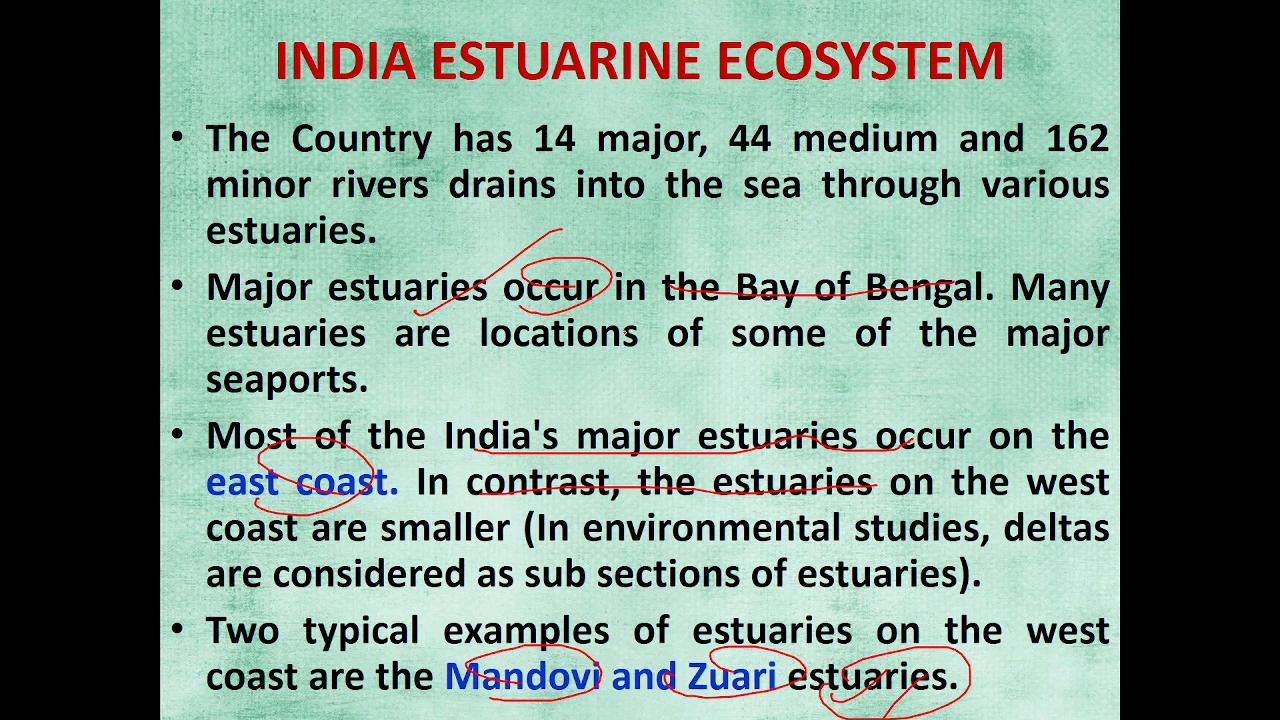 INDIA ESTUARINE ECOSYSTEM
• The Country has 14 major, 44 medium and 162
minor rivers drains into the sea through various
estuaries.
• Major estuaries occur in the Bay of Bengal. Many
estuaries are locations of some of the major
seaports.
• Most of the India's major estuaries occur on the
east coast. In contrast, the estuaries on the west
coast are smaller (In environmental studies, deltas
are considered as sub sections of estuaries).
• Two typical examples of estuaries on the west
coast are the Mandovi and Zuari estuaries.